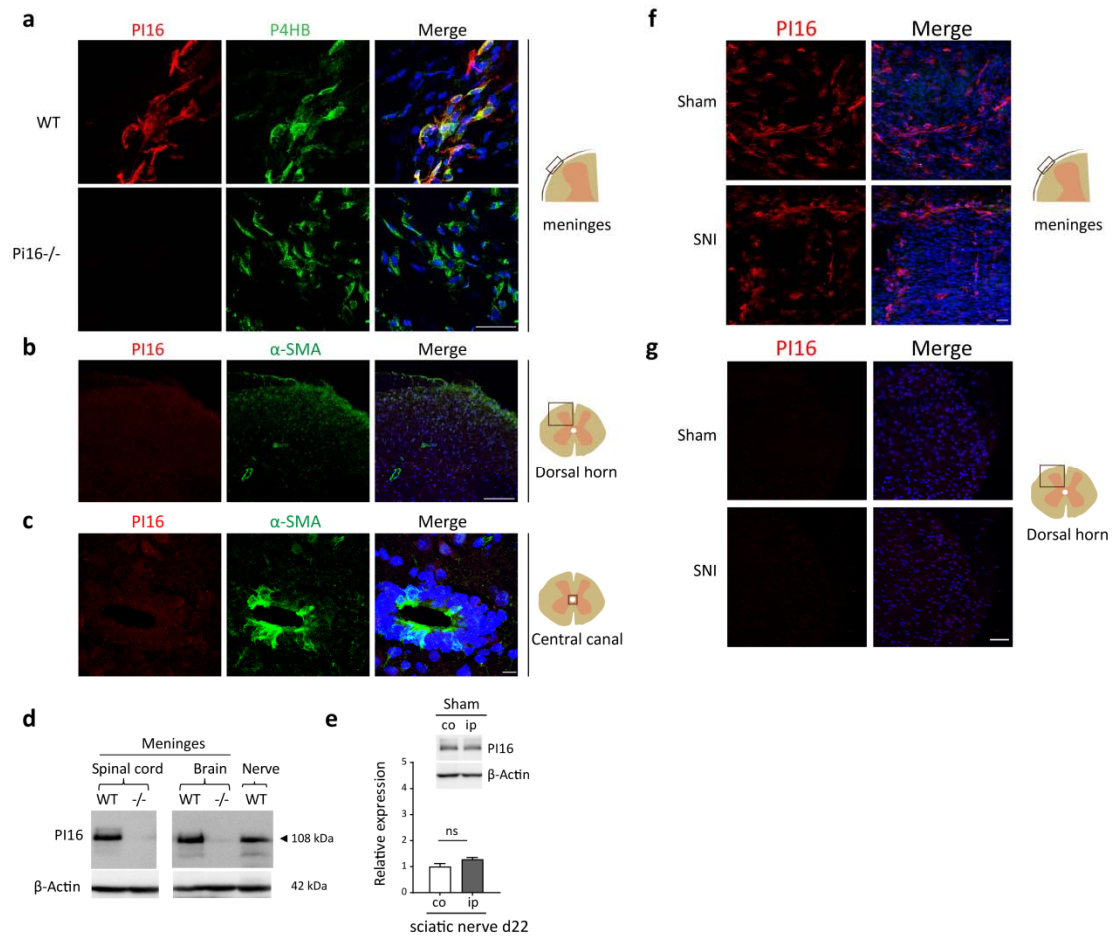 a
PI16 P4HB Merge
WT
Pi16-/-
meninges
b
PI16 α-SMA Merge
Dorsal horn
c
PI16 α-SMA Merge
Central canal
d
Meninges
Spinal cord Brain Nerve
WT -/- WT -/- WT
PI16
108 kDa
β-Actin
42 kDa
e
Sham
co ip
PI16
β-Actin
Relative expression
5
4
3
2
1
0
ns
co ip
sciatic nerve d22
f
PI16 Merge
Sham
SNI
meninges
g
PI16 Merge
Sham
SNI
Dorsal horn